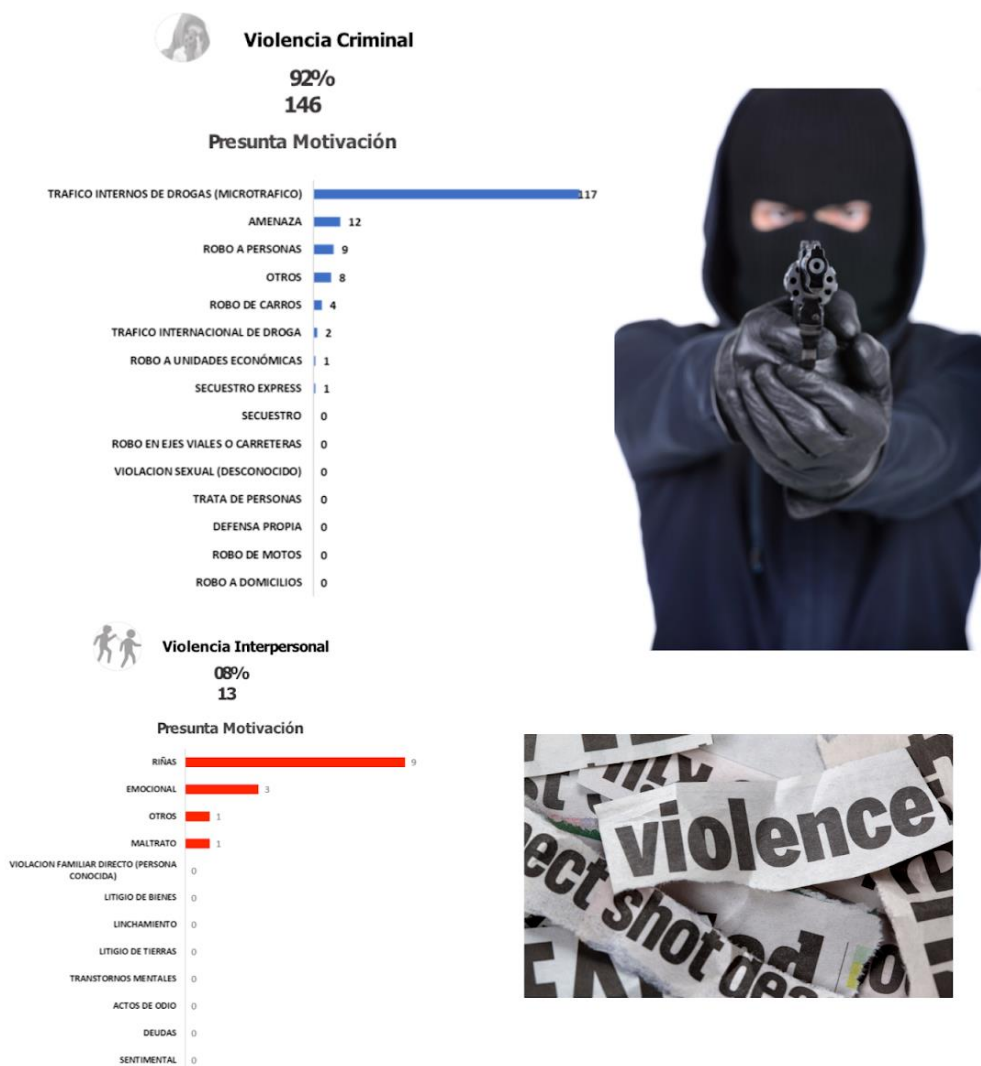 Violencia Criminal
92%
146
Presunta Motivación
TRAFICO INTERNOS DE DROGAS (MICROTRAFICO) 117
AMENAZA 12
ROBO A PERSONAS 9
OTROS 8
ROBO DE CARROS 4
TRAFICO INTERNACIONAL DE DROGA 2
ROBO A UNIDADES ECONÓMICAS 1
SECUESTRO EXPRESS 1
SECUESTRO 0
ROBO EN EJES VIALES O CARRETERAS 0
VIOLACION SEXUAL (DESCONOCIDO) 0
TRATA DE PERSONAS 0
DEFENSA PROPIA 0
ROBO DE MOTOS 0
ROBO A DOMICILIOS 0
Violencia Interpersonal
08%
13
Presunta Motivación
RIÑAS 9
EMOCIONAL 3
OTROS 1
MALTRATO 1
VIOLACION FAMILIAR DIRECTO (PERSONA
CONOCIDA) 0
LITIGIO DE BIENES 0
LINCHAMIENTO 0
LITIGIO DE TIERRAS 0
TRANSTORNOS MENTALES 0
ACTOS DE ODIO 0
DEUDAS 0
SENTIMENTAL 0
violence
ect shot dea